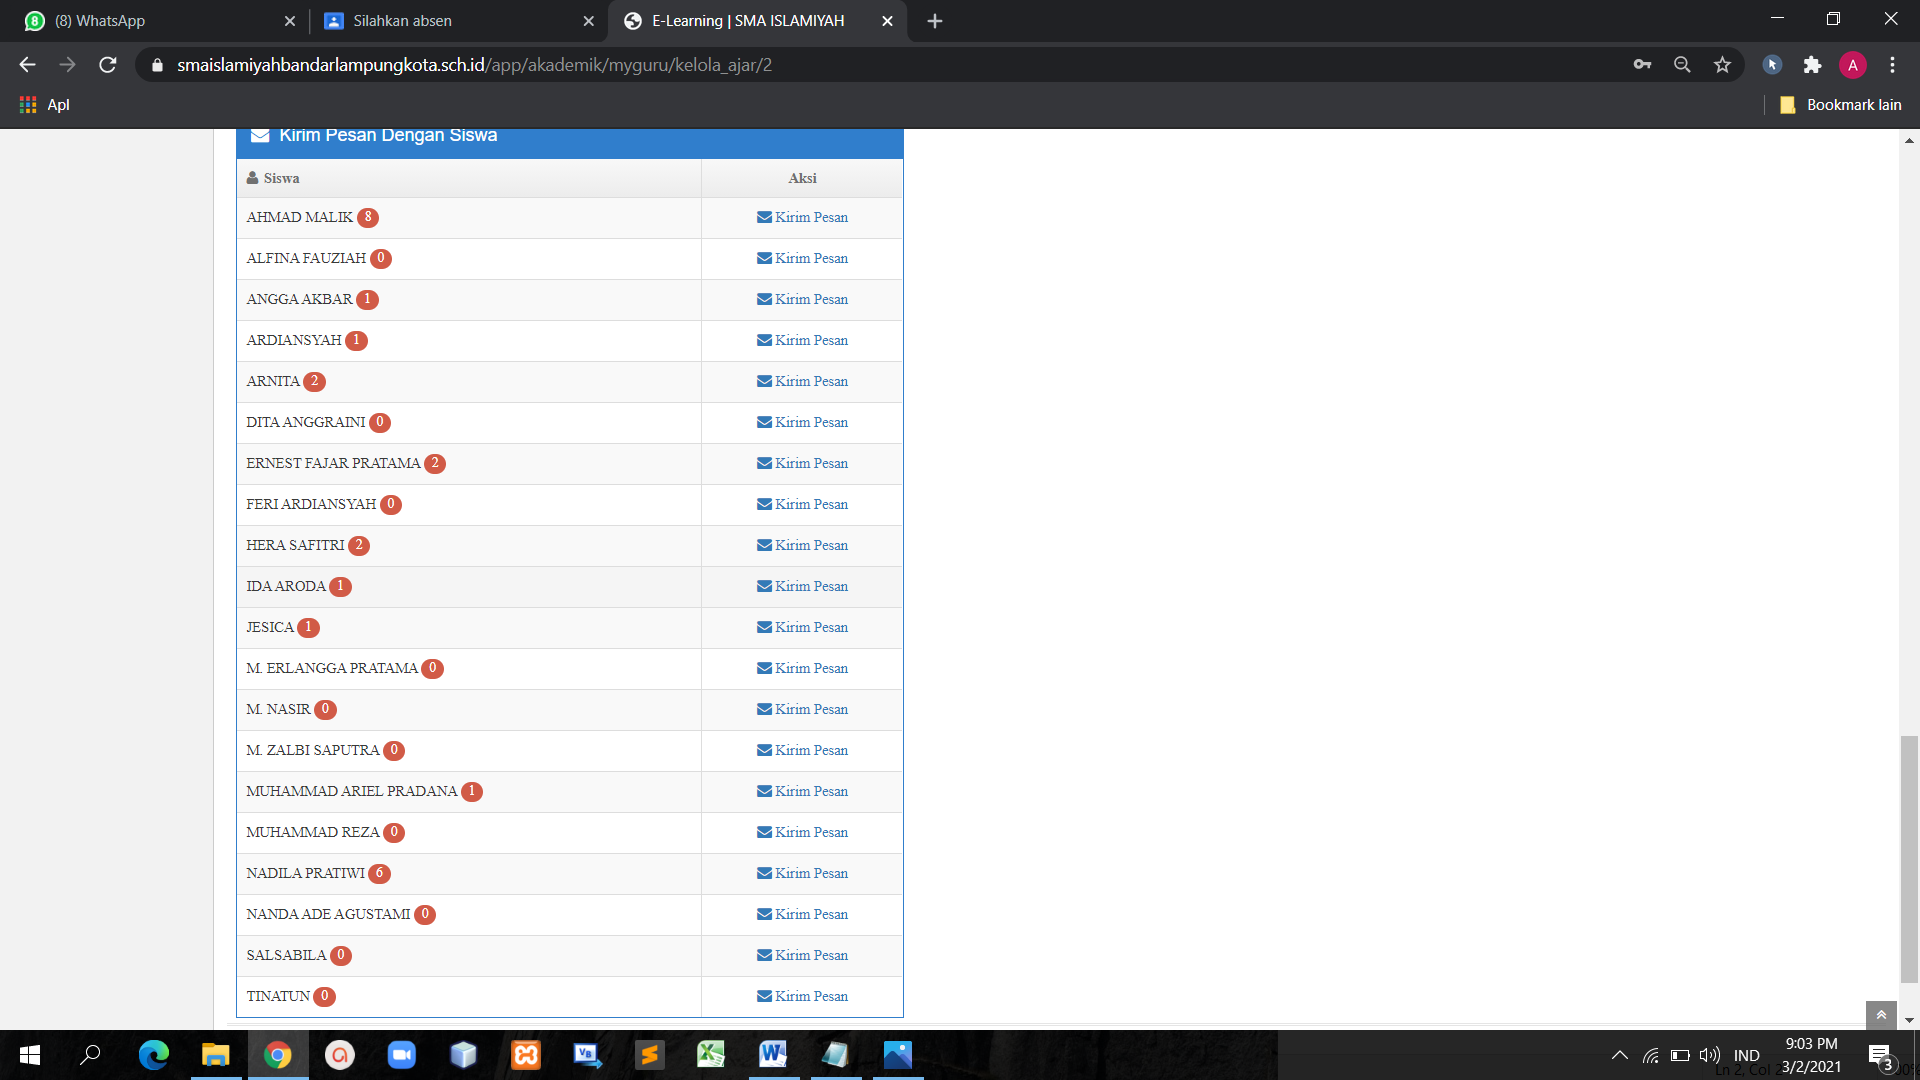 (8) WhatsApp
Silahkan absen
E-Learning | SMA ISLAMIYAH
smaislamiyahbandarlampungkota.sch.id/app/akademik/myguru/kelola_ajar/2
A
Apl
Bookmark lain
Kirim Pesan Dengan Siswa
Siswa Aksi
AHMAD MALIK 8 Kirim Pesan
ALFINA FAUZIAH 0 Kirim Pesan
ANGGA AKBAR 1 Kirim Pesan
ARDIANSYAH 1 Kirim Pesan
ARNITA 2 Kirim Pesan
DITA ANGGRAINI 0 Kirim Pesan
ERNEST FAJAR PRATAMA 2 Kirim Pesan
FERI ARDIANSYAH 0 Kirim Pesan
HERA SAFITRI 2 Kirim Pesan
IDA ARODA 1 Kirim Pesan
JESICA 1 Kirim Pesan
M. ERLANGGA PRATAMA 0 Kirim Pesan
M. NASIR 0 Kirim Pesan
M. ZALBI SAPUTRA 0 Kirim Pesan
MUHAMMAD ARIEL PRADANA 1 Kirim Pesan
MUHAMMAD REZA 0 Kirim Pesan
NADILA PRATIWI 6 Kirim Pesan
NANDA ADE AGUSTAMI 0 Kirim Pesan
SALSABILA 0 Kirim Pesan
TINATUN 0 Kirim Pesan
IND
9:03 PM
3/2/2021
3